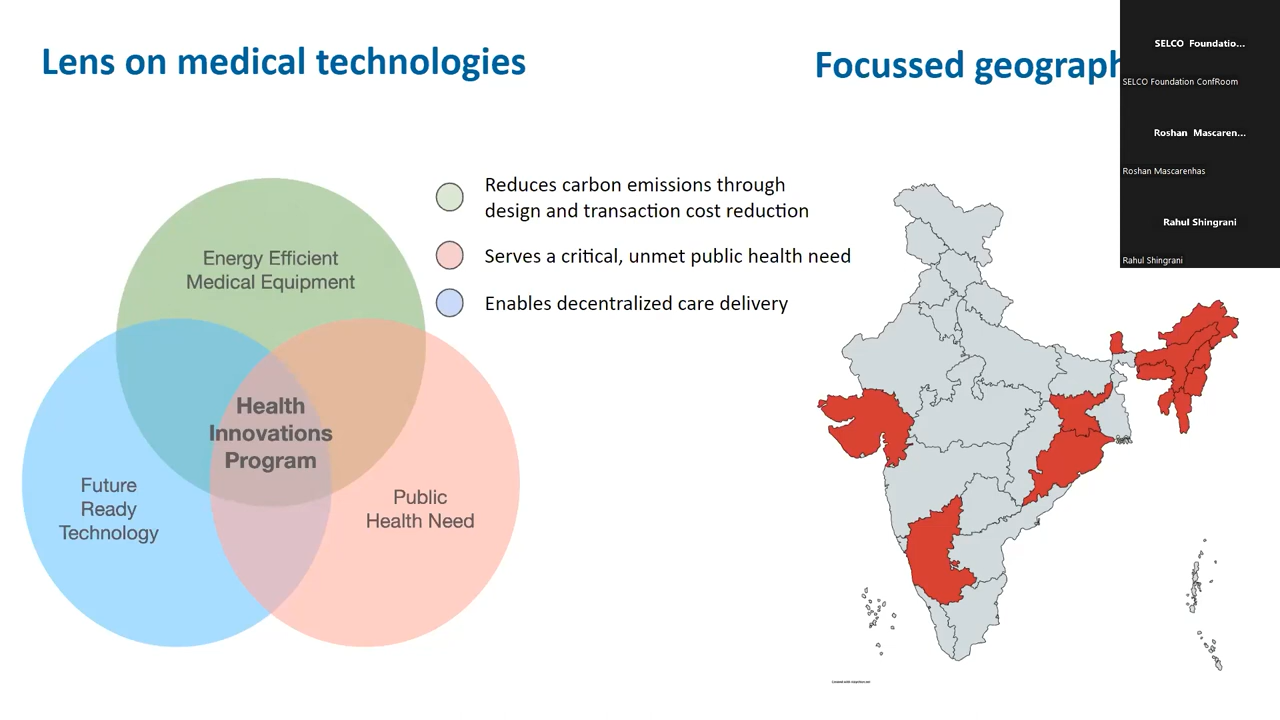 Lens on medical technologies
Focussed geograph
SELCO Foundatio...
SELCO Foundation ConfRoom
Roshan Mascaren...
Roshan Mascarenhas
Rahul Shingrani
Rahul Shingrani
Reduces carbon emissions through
design and transaction cost reduction
Serves a critical, unmet public health need
Enables decentralized care delivery
Energy Efficient
Medical Equipment
Health
Innovations
Program
Future
Ready
Technology
Public
Health Need